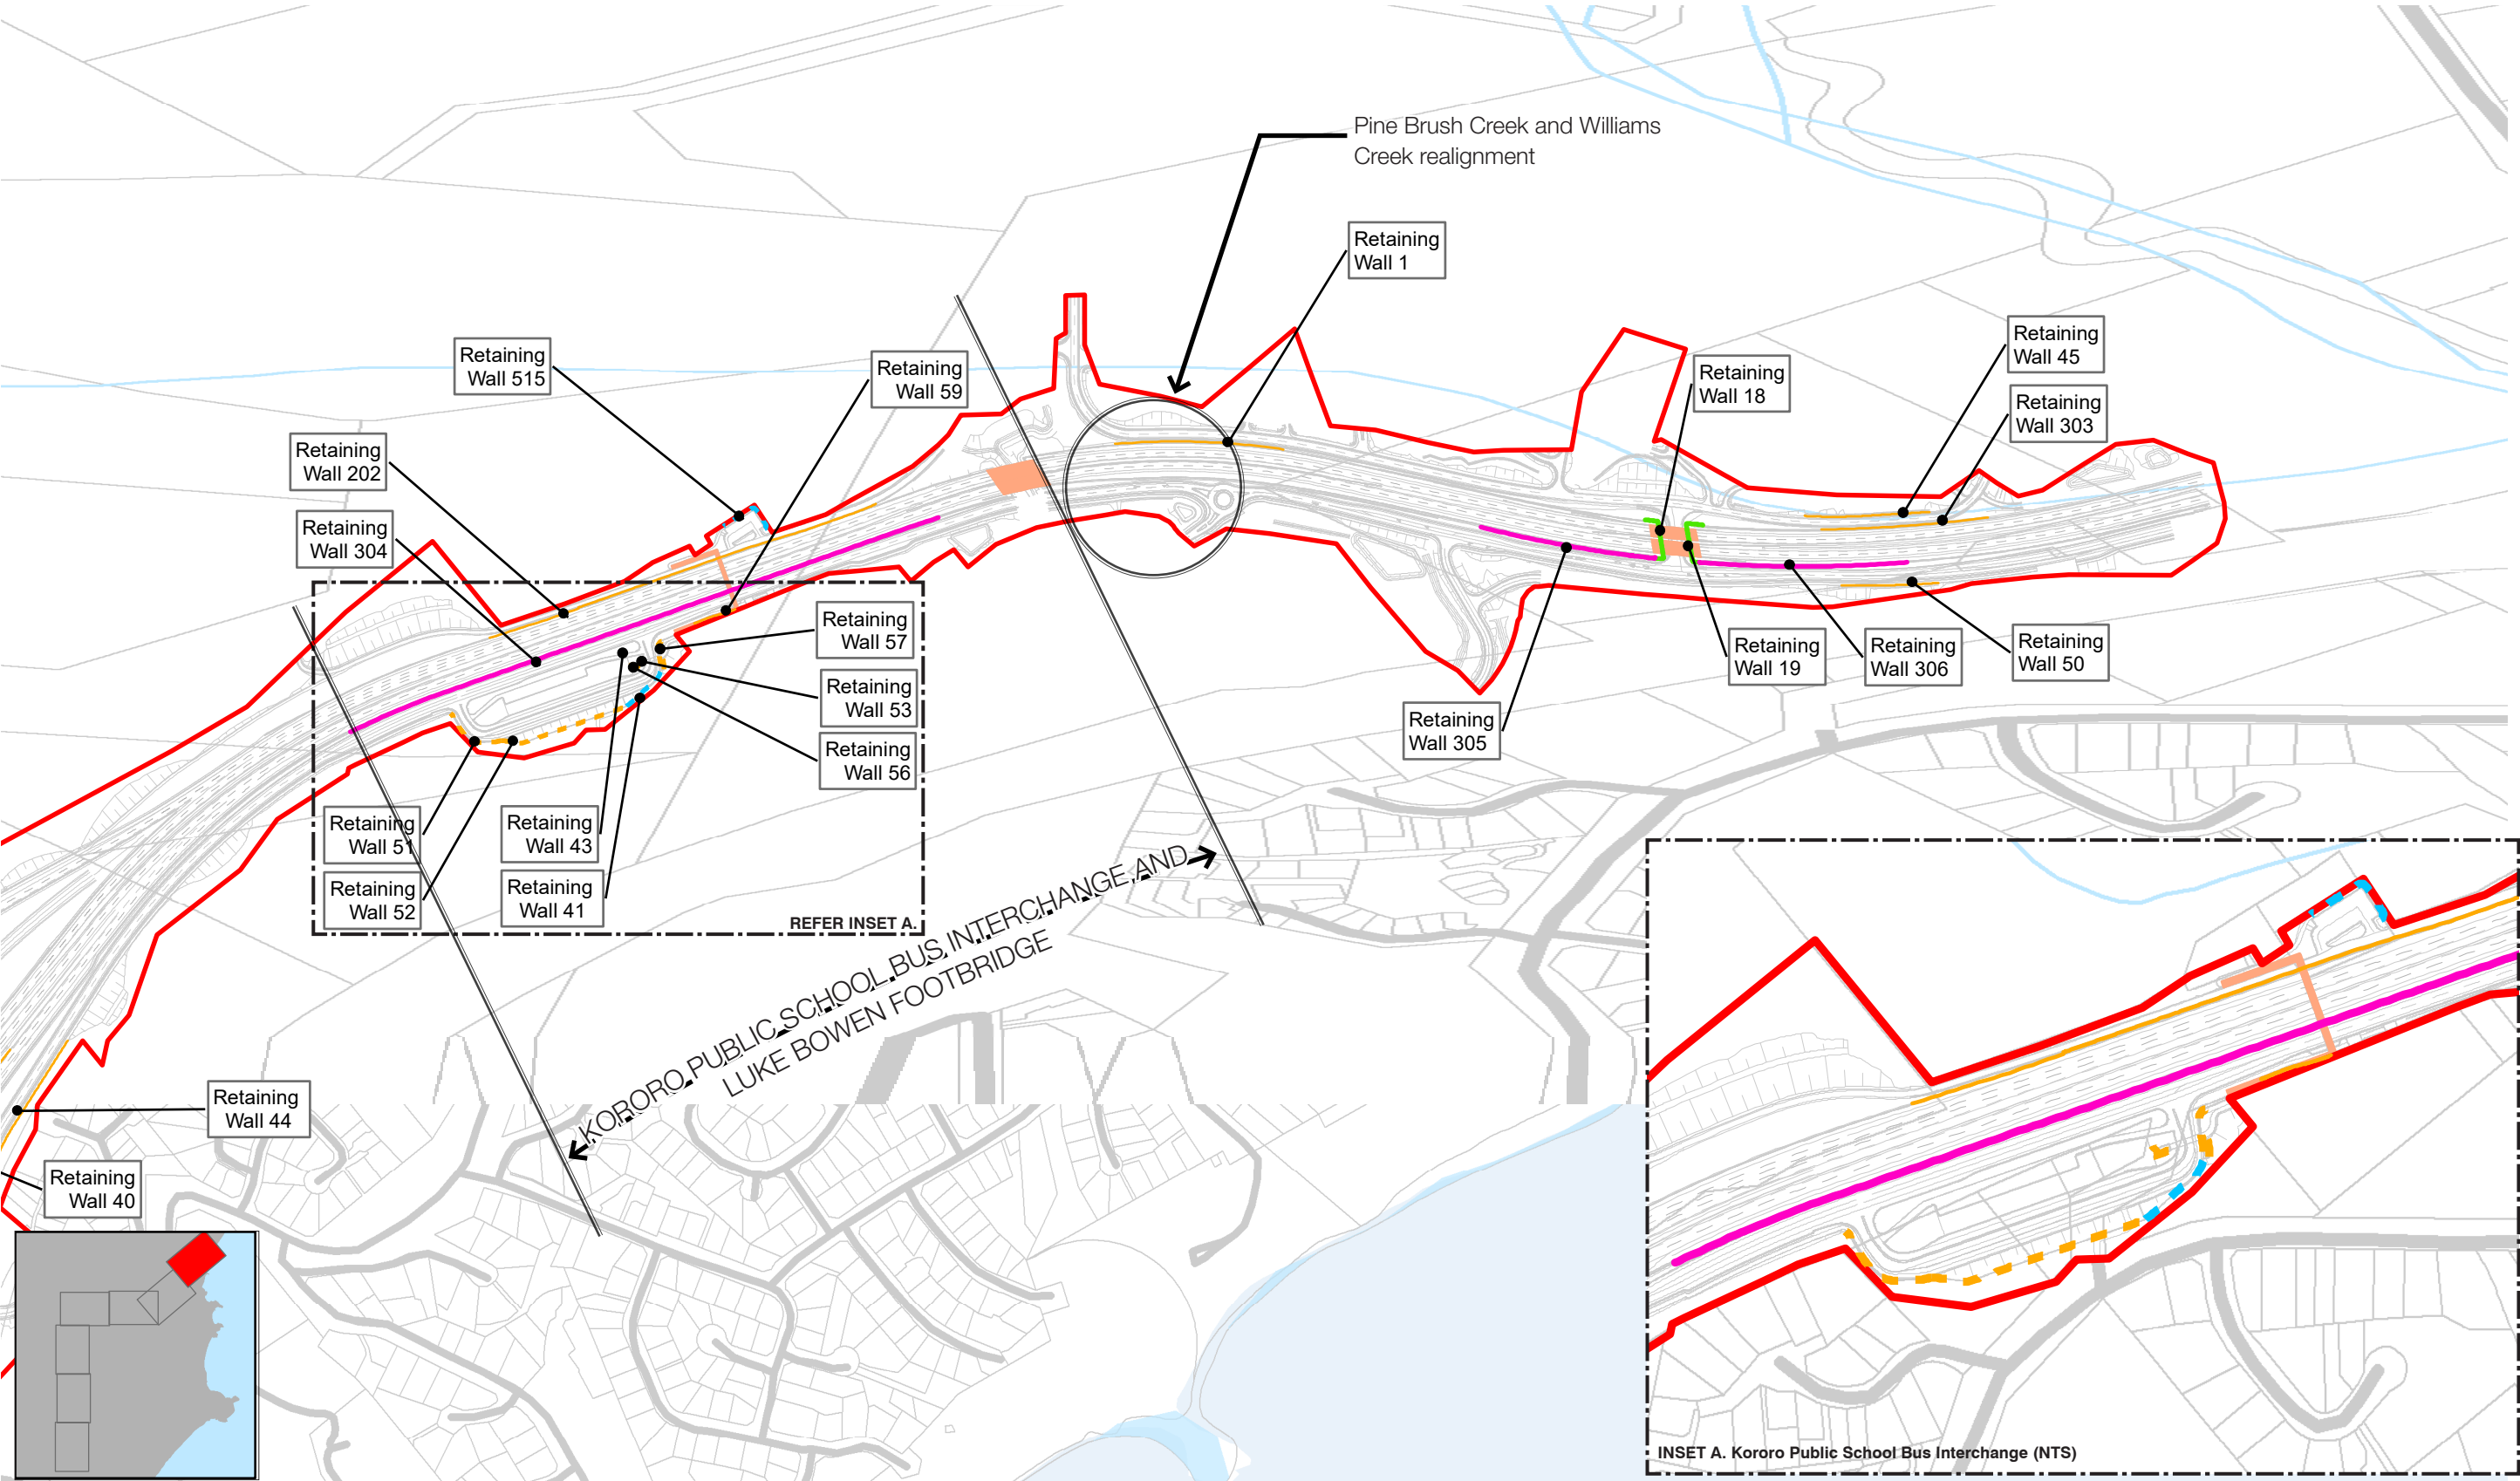 Pine Brush Creek and Williams
Creek realignment
Retaining
Wall 1
Retaining
Wall 45
Retaining
Wall 515
Retaining
Wall 59
Retaining
Wall 18
Retaining
Wall 303
Retaining
Wall 202
Retaining
Wall 304
Retaining
Wall 57
Retaining
Wall 53
Retaining
Wall 56
Retaining
Wall 19
Retaining
Wall 306
Retaining
Wall 50
Retaining
Wall 305
Retaining
Wall 51
Retaining
Wall 43
Retaining
Wall 52
Retaining
Wall 41
REFER INSET A.
KORORO PUBLIC SCHOOL BUS INTERCHANGE AND
LUKE BOWEN FOOTBRIDGE
Retaining
Wall 44
Retaining
Wall 40
INSET A. Kororo Public School Bus Interchange (NTS)